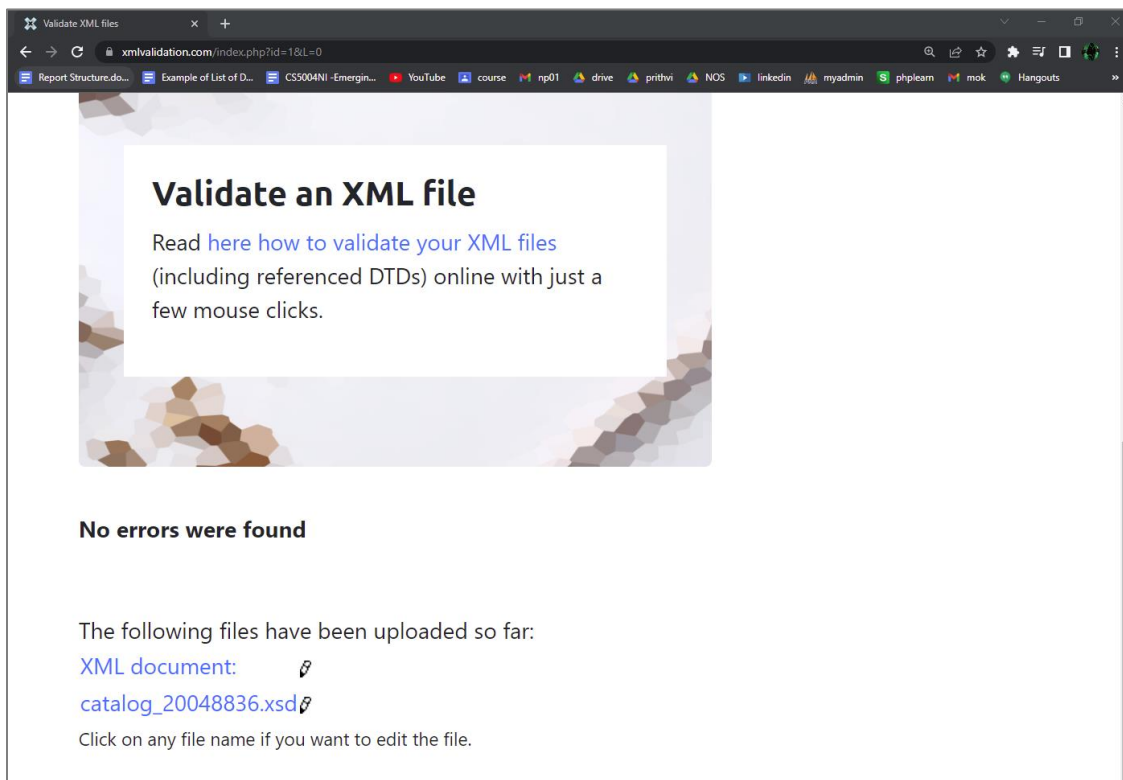 Validate XML files
xmlvalidation.com/index.php?id=1&L=0
Report Structure.do... Example of List of D... CS5004NI -Emergin... YouTube course np01 drive prithvi NOS linkedin myadmin phplearn mok Hangouts »
Validate an XML file
Read here how to validate your XML files
(including referenced DTDs) online with just a
few mouse clicks.
No errors were found
The following files have been uploaded so far:
XML document:
catalog_20048836.xsd
Click on any file name if you want to edit the file.